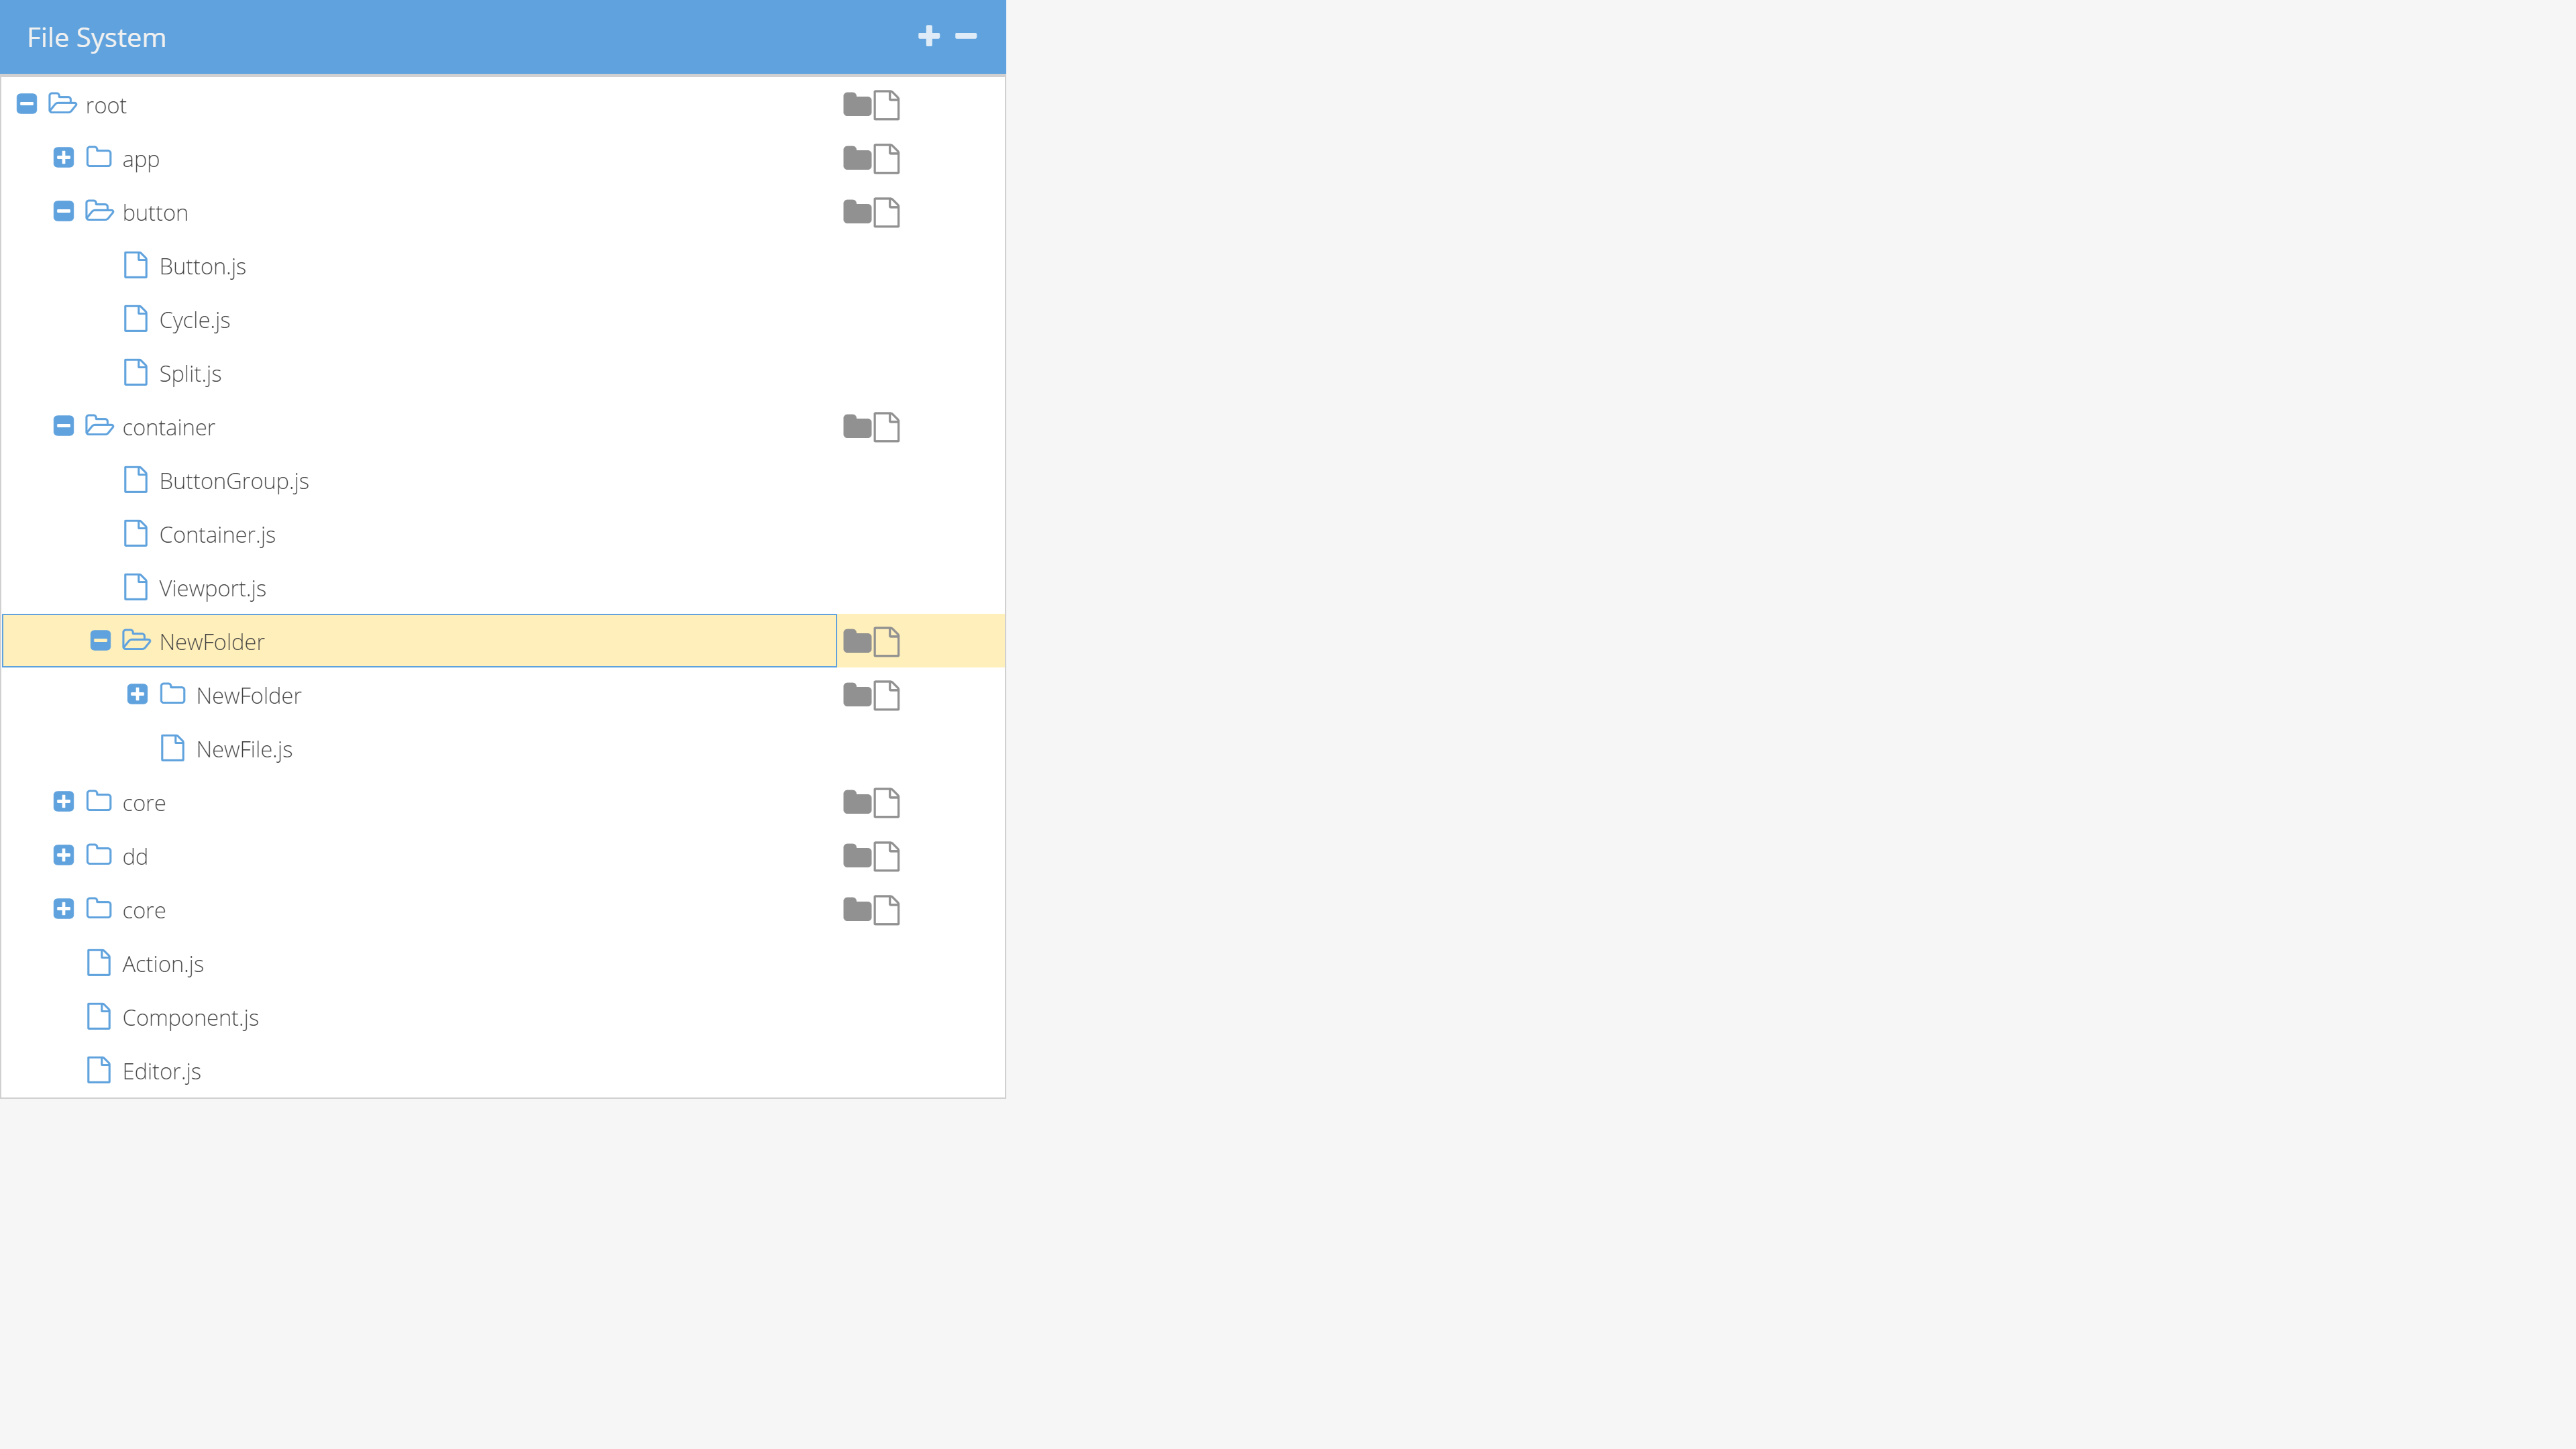 File System
root
app
button
Button.js
Cycle.js
Split.js
container
ButtonGroup.js
Container.js
Viewport.js
NewFolder
NewFolder
NewFile.js
core
dd
core
Action.js
Component.js
Editor.js